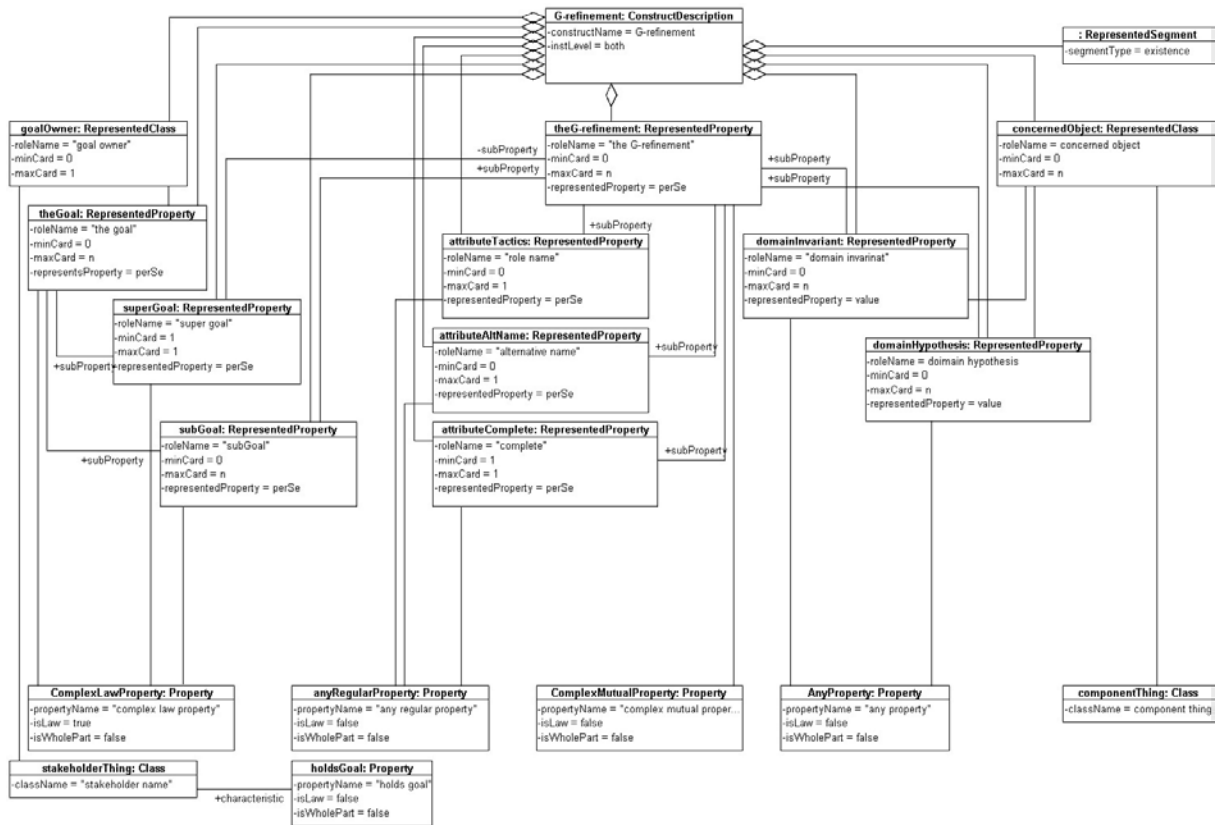 G-refinement: ConstructDescription
-constructName = G-refinement
-instLevel = both
: RepresentedSegment
-segmentType = existence
goalOwner: RepresentedClass
-roleName = "goal owner"
-minCard = 0
-maxCard = 1
theG-refinement: RepresentedProperty
-roleName = "the G-refinement"
-minCard = 0
-maxCard = n
-representedProperty = perSe
concernedObject: RepresentedClass
-roleName = concerned object
-minCard = 0
-maxCard = n
-subProperty
+subProperty
+subProperty
+subProperty
+subProperty
theGoal: RepresentedProperty
-roleName = "the goal"
-minCard = 0
-maxCard = n
-representsProperty = perSe
attributeTactics: RepresentedProperty
-roleName = "role name"
-minCard = 0
-maxCard = 1
-representedProperty = perSe
domainInvariant: RepresentedProperty
-roleName = "domain invarinat"
-minCard = 0
-maxCard = n
-representedProperty = value
superGoal: RepresentedProperty
-roleName = "super goal"
-minCard = 1
-maxCard = 1
-representedProperty = perSe
+subProperty
attributeAltName: RepresentedProperty
-roleName = "alternative name"
-minCard = 0
-maxCard = 1
-representedProperty = perSe
+subProperty
domainHypothesis: RepresentedProperty
-roleName = doimain hypothesis
-minCard = 0
-maxCard = n
-representedProperty = value
subGoal: RepresentedProperty
-roleName = "subGoal"
-minCard = 0
-maxCard = n
-representedProperty = perSe
+subProperty
attributeComplete: RepresentedProperty
-roleName = "complete"
-minCard = 1
-maxCard = 1
-representedProperty = perSe
+subProperty
ComplexLawProperty: Property
-propertyName = "complex law property"
-isLaw = true
-isWholePart = false
anyRegularProperty: Property
-propertyName = "any regular property"
-isLaw = false
-isWholePart = false
ComplexMutualProperty: Property
-propertyName = "complex mutual proper...
-isLaw = false
-isWholePart = false
AnyProperty: Property
-propertyName = "any property"
-isLaw = false
-isWholePart = false
componentThing: Class
-className = component thing
stakeholderThing: Class
-className = "stakeholder name"
+characteristic
holdsGoal: Property
-propertyName = "holds goal"
-isLaw = false
-isWholePart = false